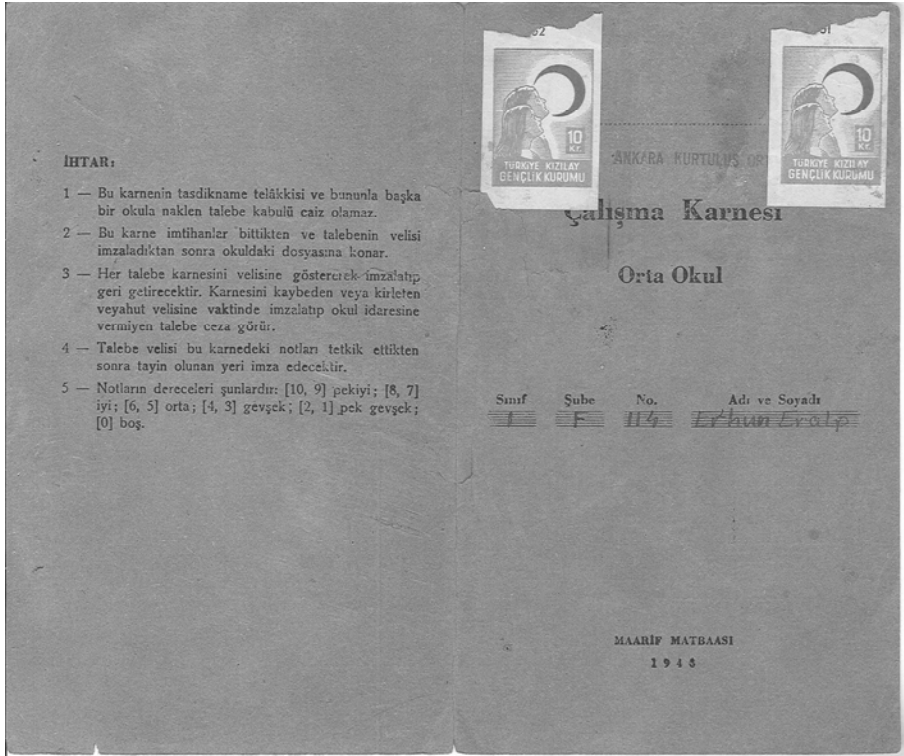 İHTAR:
1 — Bu karnenin tasdikname telâkkisi ve bununla başka
bir okula naklen talebe kabulü caiz olamaz.
2 — Bu karne imtihanlar bittikten ve talebenin velisi
imzaladıktan sonra okuldaki dosyasına konar.
3 — Her talebe karnesini velisine göstererek imzalatıp
geri getirecektir. Karnesini kaybeden veya kirleten
veyahut velisine vaktinde imzalatıp okul idaresine
vermiyen talebe ceza görür.
4 — Talebe velisi bu karnedeki notları tetkik ettikten
sonra tayin olunan yeri imza edecektir.
5 — Notların dereceleri şunlardır: [10, 9] pekiyi; [8, 7]
iyi; [6, 5] orta; [4, 3] gevşek; [2, 1] pek gevşek;
[0] boş.
10
Kr.
TÜRKİYE KIZILAY
GENÇLİK KURUMU
10
Kr.
TÜRKİYE KIZILAY
GENÇLİK KURUMU
ANKARA KURTULUŞ OR
Çalışma Karnesi
Orta Okul
Sınıf Şube No. Adı ve Soyadı
1 F 114 Erhun Eralp
MAARİF MATBAASI
1948